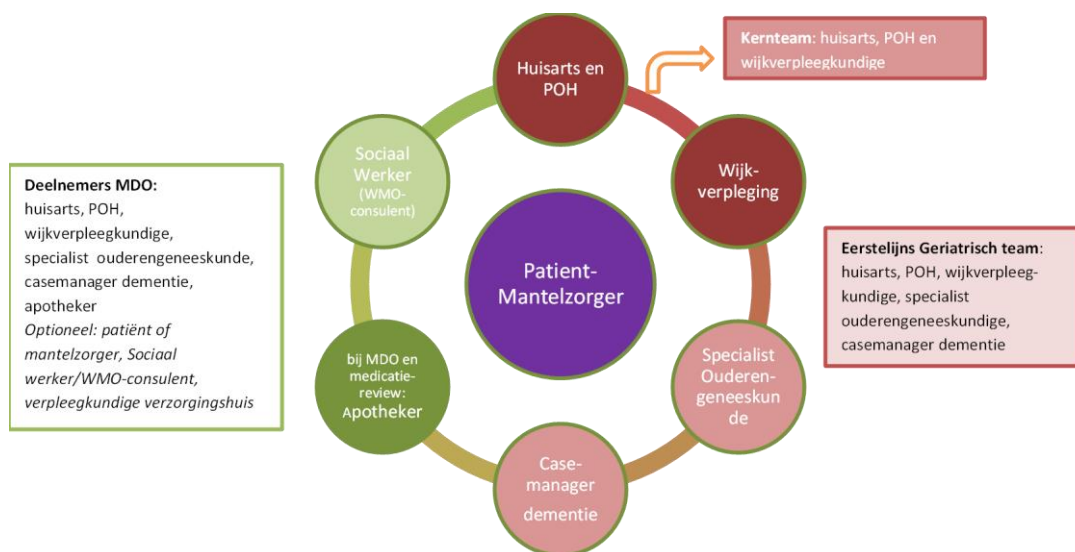 Huisarts en
POH
Kernteam: huisarts, POH en
wijkverpleegkundige
Sociaal
Werker
(WMO-
consulent)
Wijk-
verpleging
Deelnemers MDO:
huisarts, POH,
wijkverpleegkundige,
specialist ouderengeneeskunde,
casemanager dementie,
apotheker
Optioneel: patiënt of
mantelzorger, Sociaal
werker/WMO-consulent,
verpleegkundige verzorgingshuis
Patient-
Mantelzorger
Eerstelijns Geriatrisch team:
huisarts, POH, wijkverpleeg-
kundige, specialist
ouderengeneeskundige,
casemanager dementie
bij MDO en
medicatie-
review:
Apotheker
Specialist
Ouderen-
geneeskun
de
Case-
manager
dementie